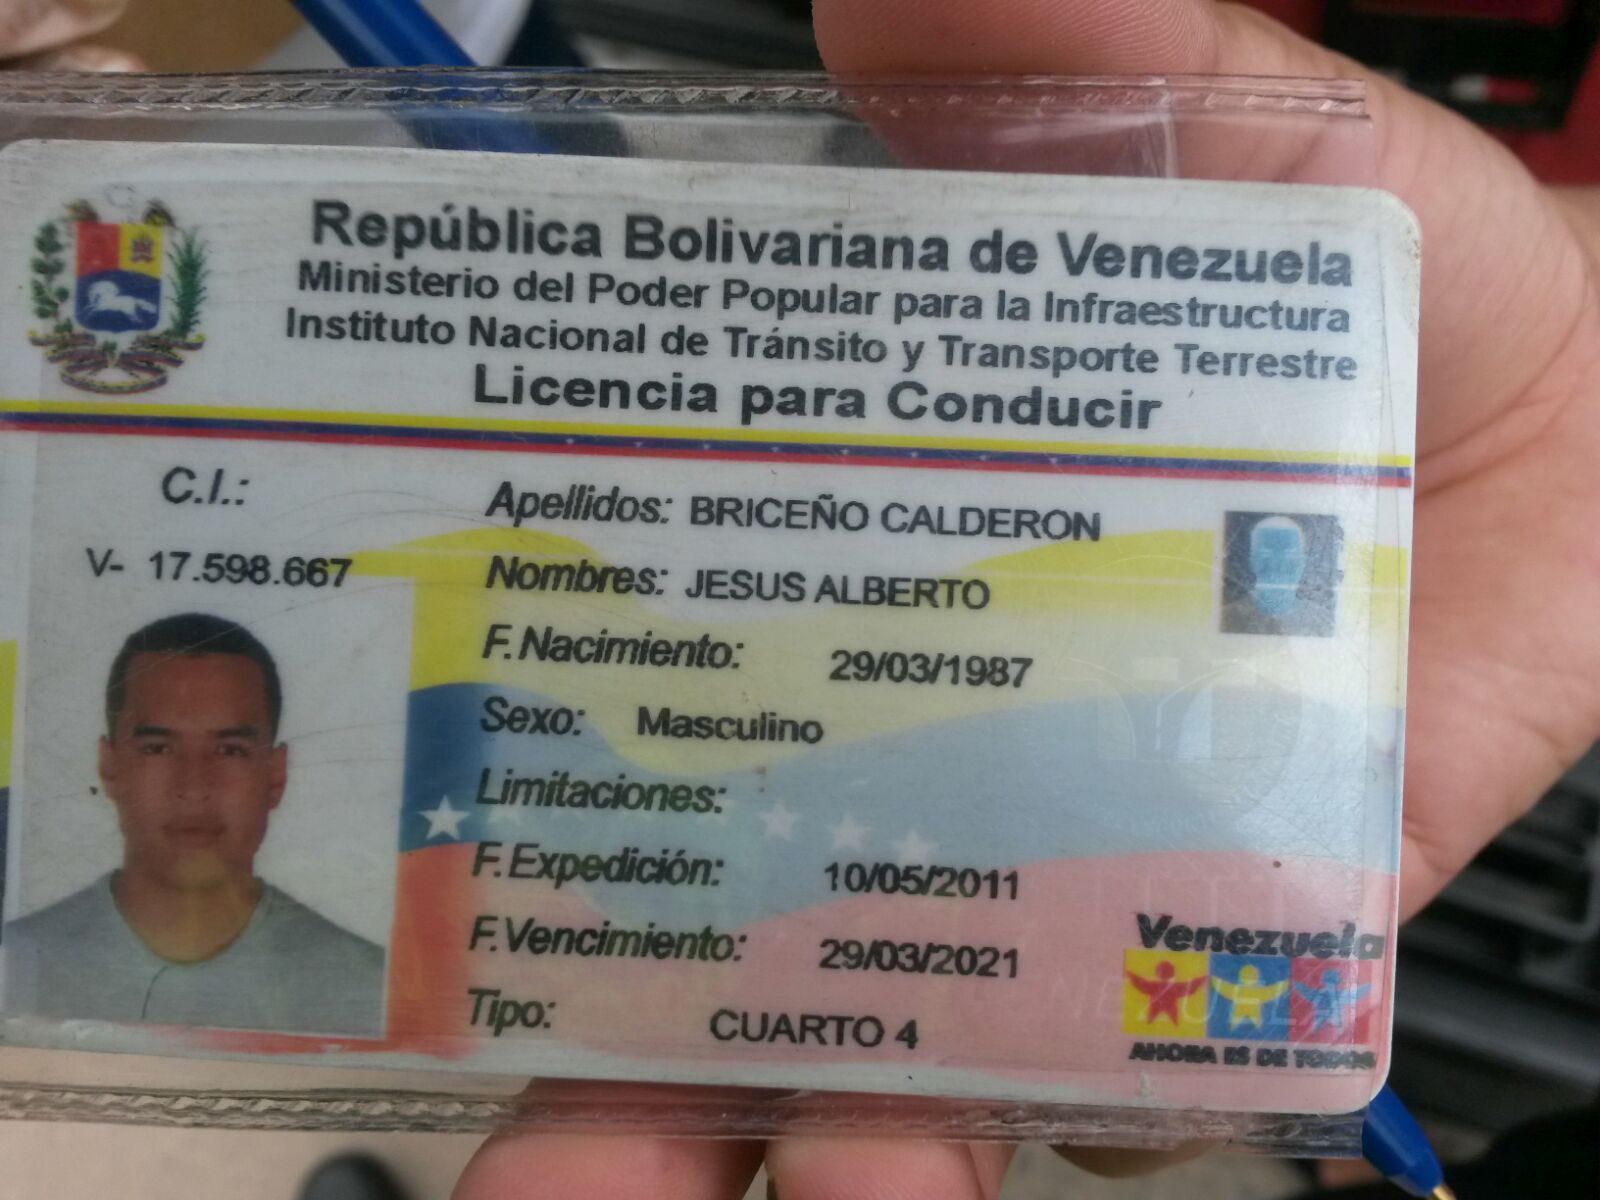 República Bolivariana de Venezuela
Ministerio del Poder Popular para la Infraestructura
Instituto Nacional de Tránsito y Transporte Terrestre
Licencia para Conducir
C.I.:
V- 17.598.667
Apellidos: BRICEÑO CALDERON
Nombres: JESUS ALBERTO
F.Nacimiento: 29/03/1987
Sexo: Masculino
Limitaciones:
F.Expedición: 10/05/2011
F.Vencimiento: 29/03/2021
Tipo: CUARTO 4
Venezuela
AHORA ES DE TODOS